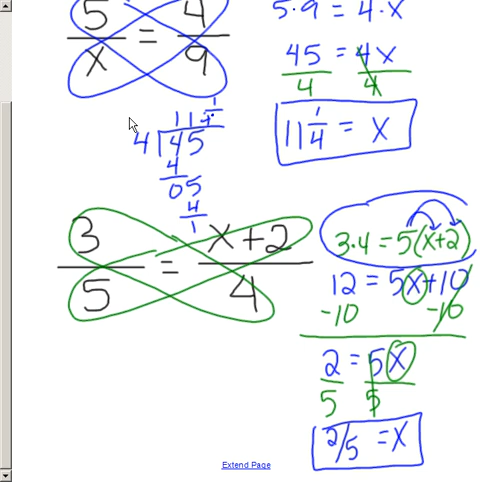 5/x = 4/9
5·9 = 4·x
45 = 4x
4 4
11 1/4
4 45
4
05
4
1
11 1/4 = x
3/5 = x+2/4
3·4 = 5(x+2)
12 = 5x+10
-10 -10
2 = 5x
5 5
2/5 = x
Extend Page